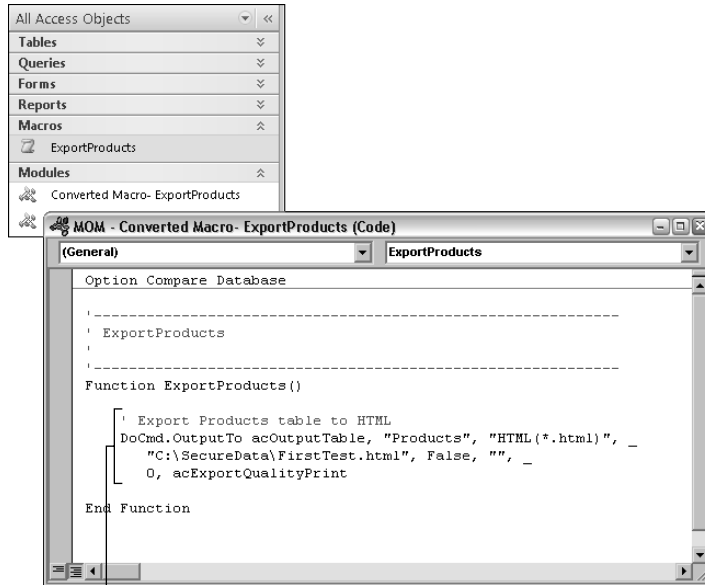 All Access Objects
Tables
Queries
Forms
Reports
Macros
ExportProducts
Modules
Converted Macro- ExportProducts
MOM - Converted Macro- ExportProducts (Code)
(General) ExportProducts
Option Compare Database
'------------------------------------------------------------
' ExportProducts
'
'------------------------------------------------------------
Function ExportProducts()
' Export Products table to HTML
DoCmd.OutputTo acOutputTable, "Products", "HTML(*.html)", _
"C:\SecureData\FirstTest.html", False, "", _
0, acExportQualityPrint
End Function